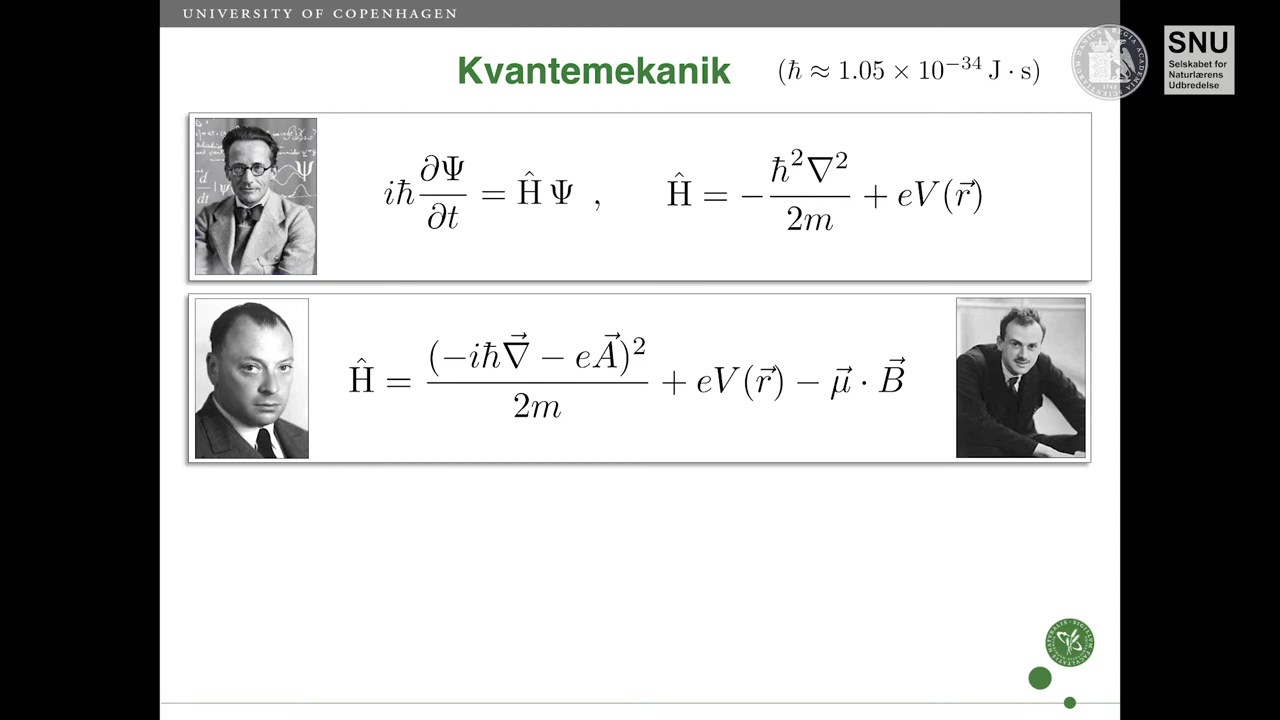 UNIVERSITY OF COPENHAGEN
Kvantemekanik (ℏ ≈ 1.05 × 10⁻³⁴ J · s)
SNU
Selskabet for
Naturlærens
Udbredelse
iℏ ∂Ψ/∂t = Ĥ Ψ , Ĥ = −ℏ²∇²/2m + eV(r⃗)
Ĥ = (−iℏ∇⃗ − eA⃗)²/2m + eV(r⃗) − μ⃗ · B⃗